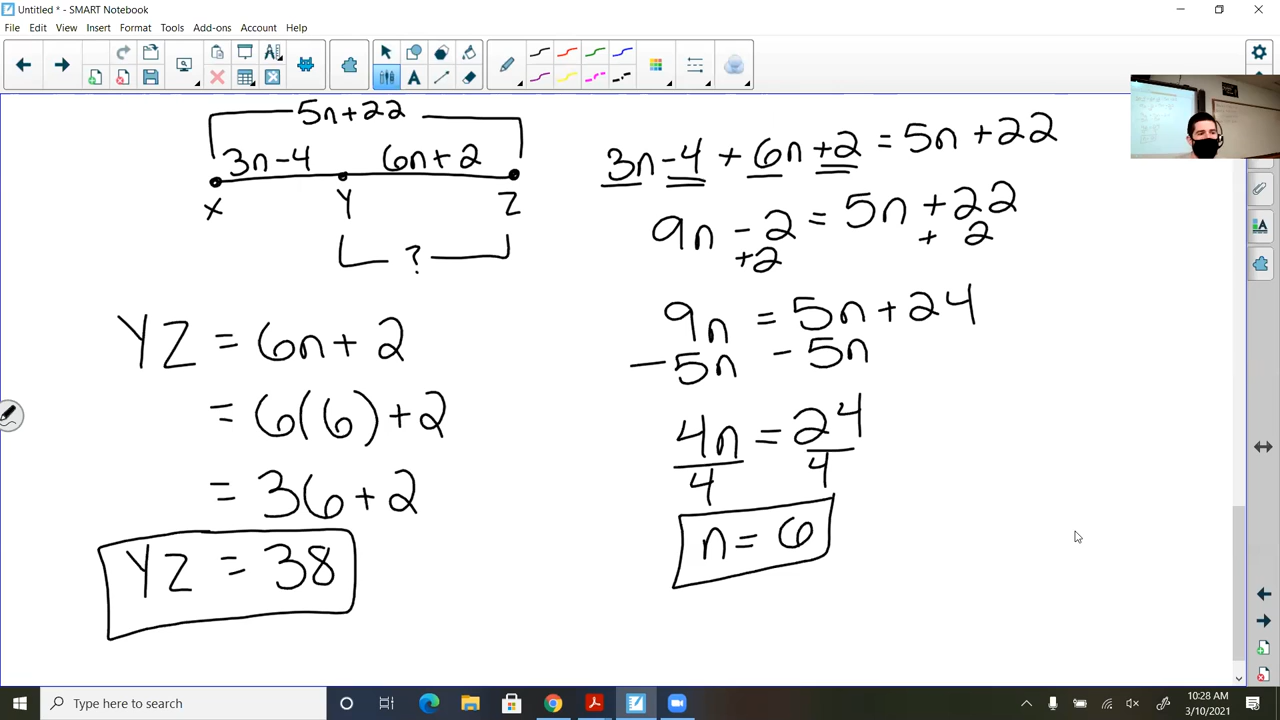 Untitled * - SMART Notebook
File Edit View Insert Format Tools Add-ons Account Help
5n+22
3n-4 6n+2
X Y Z
?
YZ = 6n+2
= 6(6)+2
= 36+2
YZ = 38
3n-4 + 6n+2 = 5n+22
9n - 2 = 5n+22
+2 + 2
9n = 5n+24
-5n -5n
4n = 24
4 4
n = 6
Type here to search
10:28 AM
3/10/2021